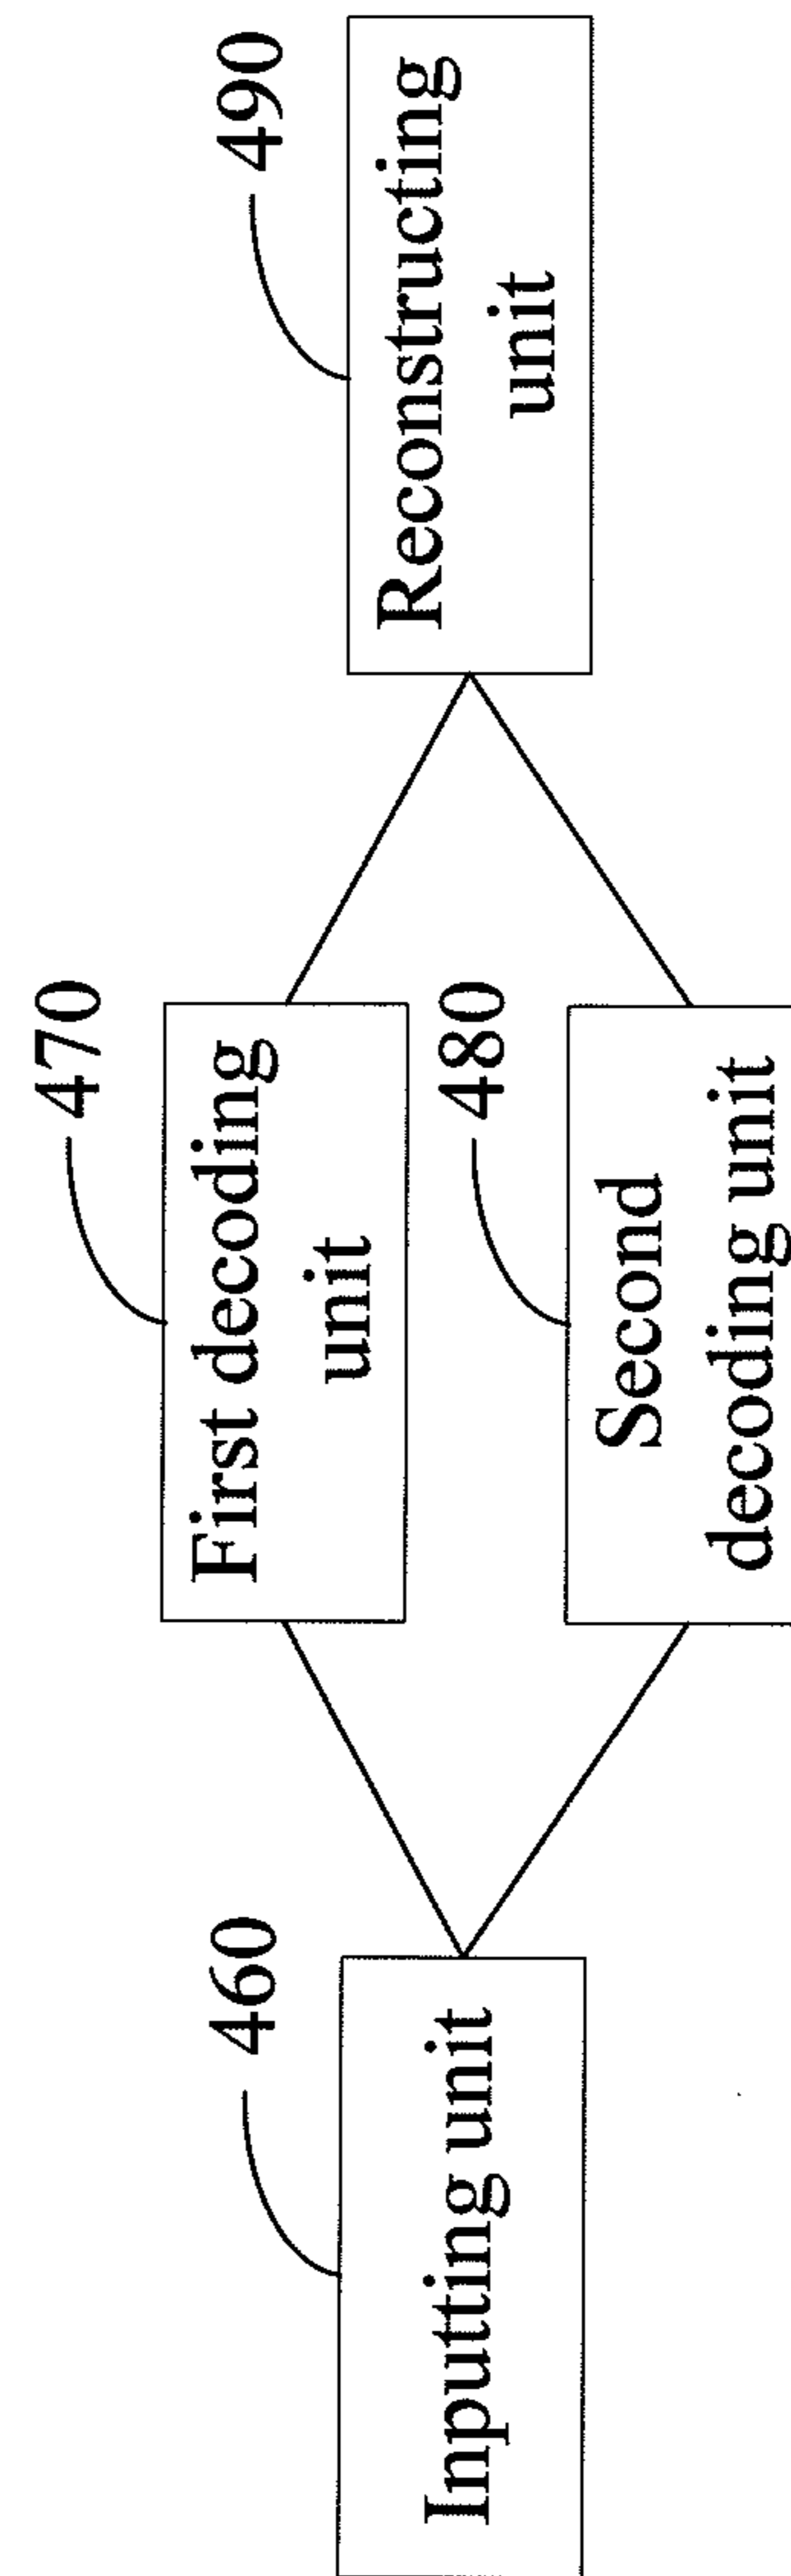 460
Inputting unit
470
First decoding
unit
480
Second
decoding unit
490
Reconstructing
unit